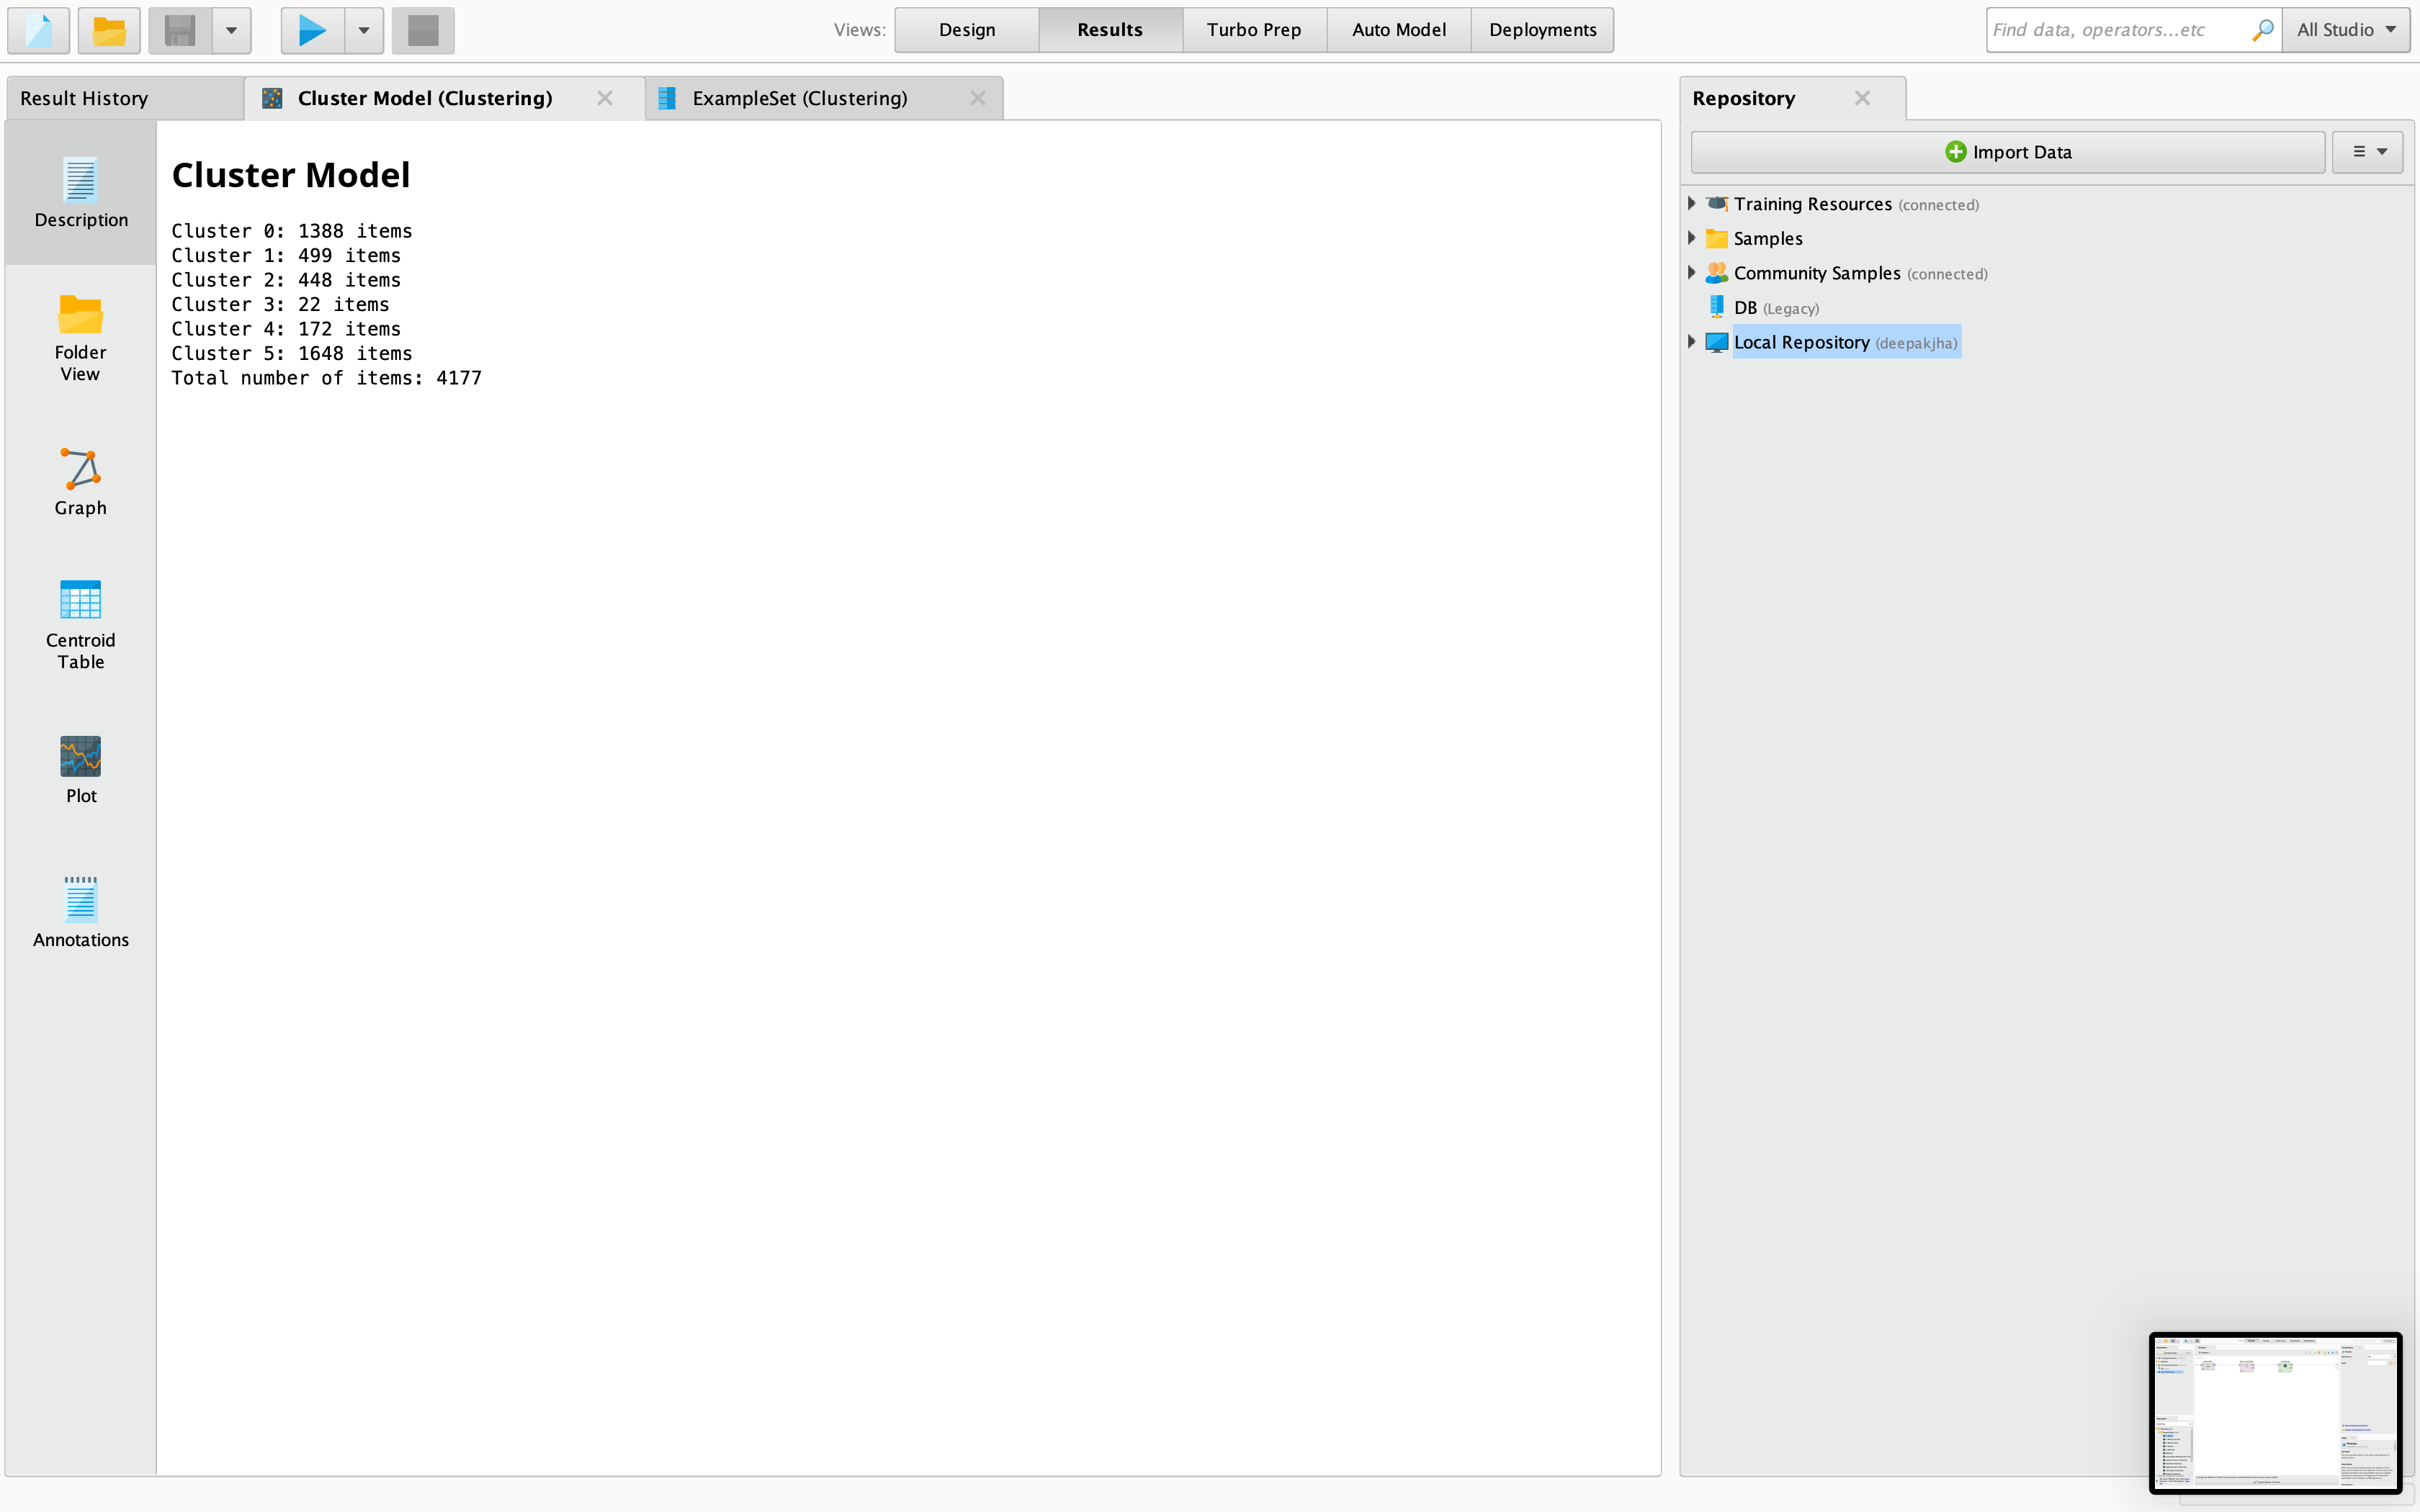 Views:
Design
Results
Turbo Prep
Auto Model
Deployments
Find data, operators...etc
All Studio
Result History
Cluster Model (Clustering)
ExampleSet (Clustering)
Repository
Import Data
Description
Folder
View
Graph
Centroid
Table
Plot
Annotations
Cluster Model
Cluster 0: 1388 items
Cluster 1: 499 items
Cluster 2: 448 items
Cluster 3: 22 items
Cluster 4: 172 items
Cluster 5: 1648 items
Total number of items: 4177
Training Resources (connected)
Samples
Community Samples (connected)
DB (Legacy)
Local Repository (deepakjha)